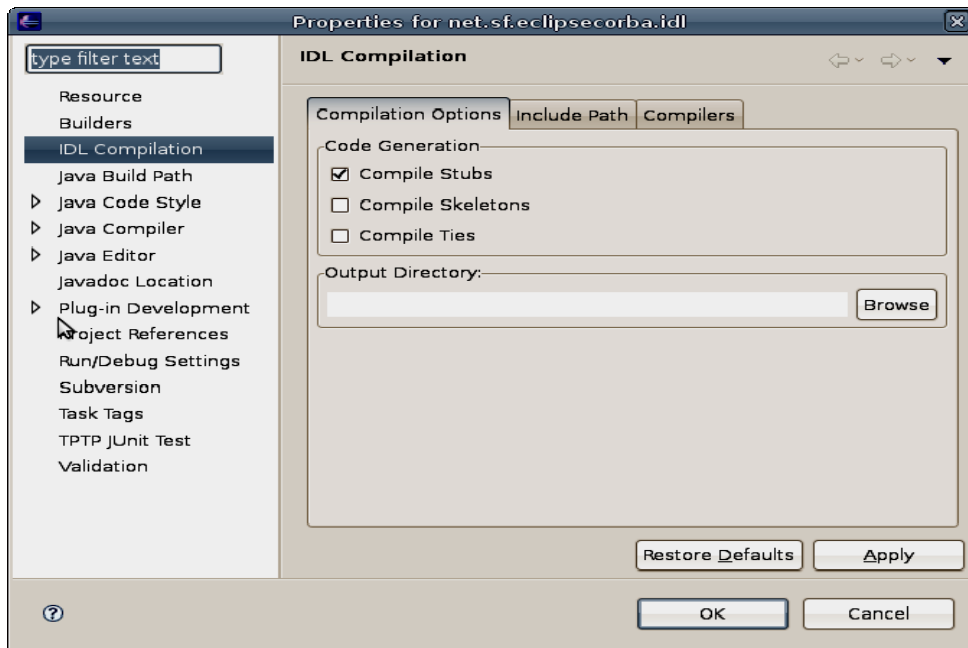 Properties for net.sf.eclipsecorba.idl
type filter text
Resource
Builders
IDL Compilation
Java Build Path
Java Code Style
Java Compiler
Java Editor
Javadoc Location
Plug-in Development
Project References
Run/Debug Settings
Subversion
Task Tags
TPTP JUnit Test
Validation
IDL Compilation
Compilation Options
Include Path
Compilers
Code Generation
Compile Stubs
Compile Skeletons
Compile Ties
Output Directory:
Browse
Restore Defaults
Apply
?
OK
Cancel